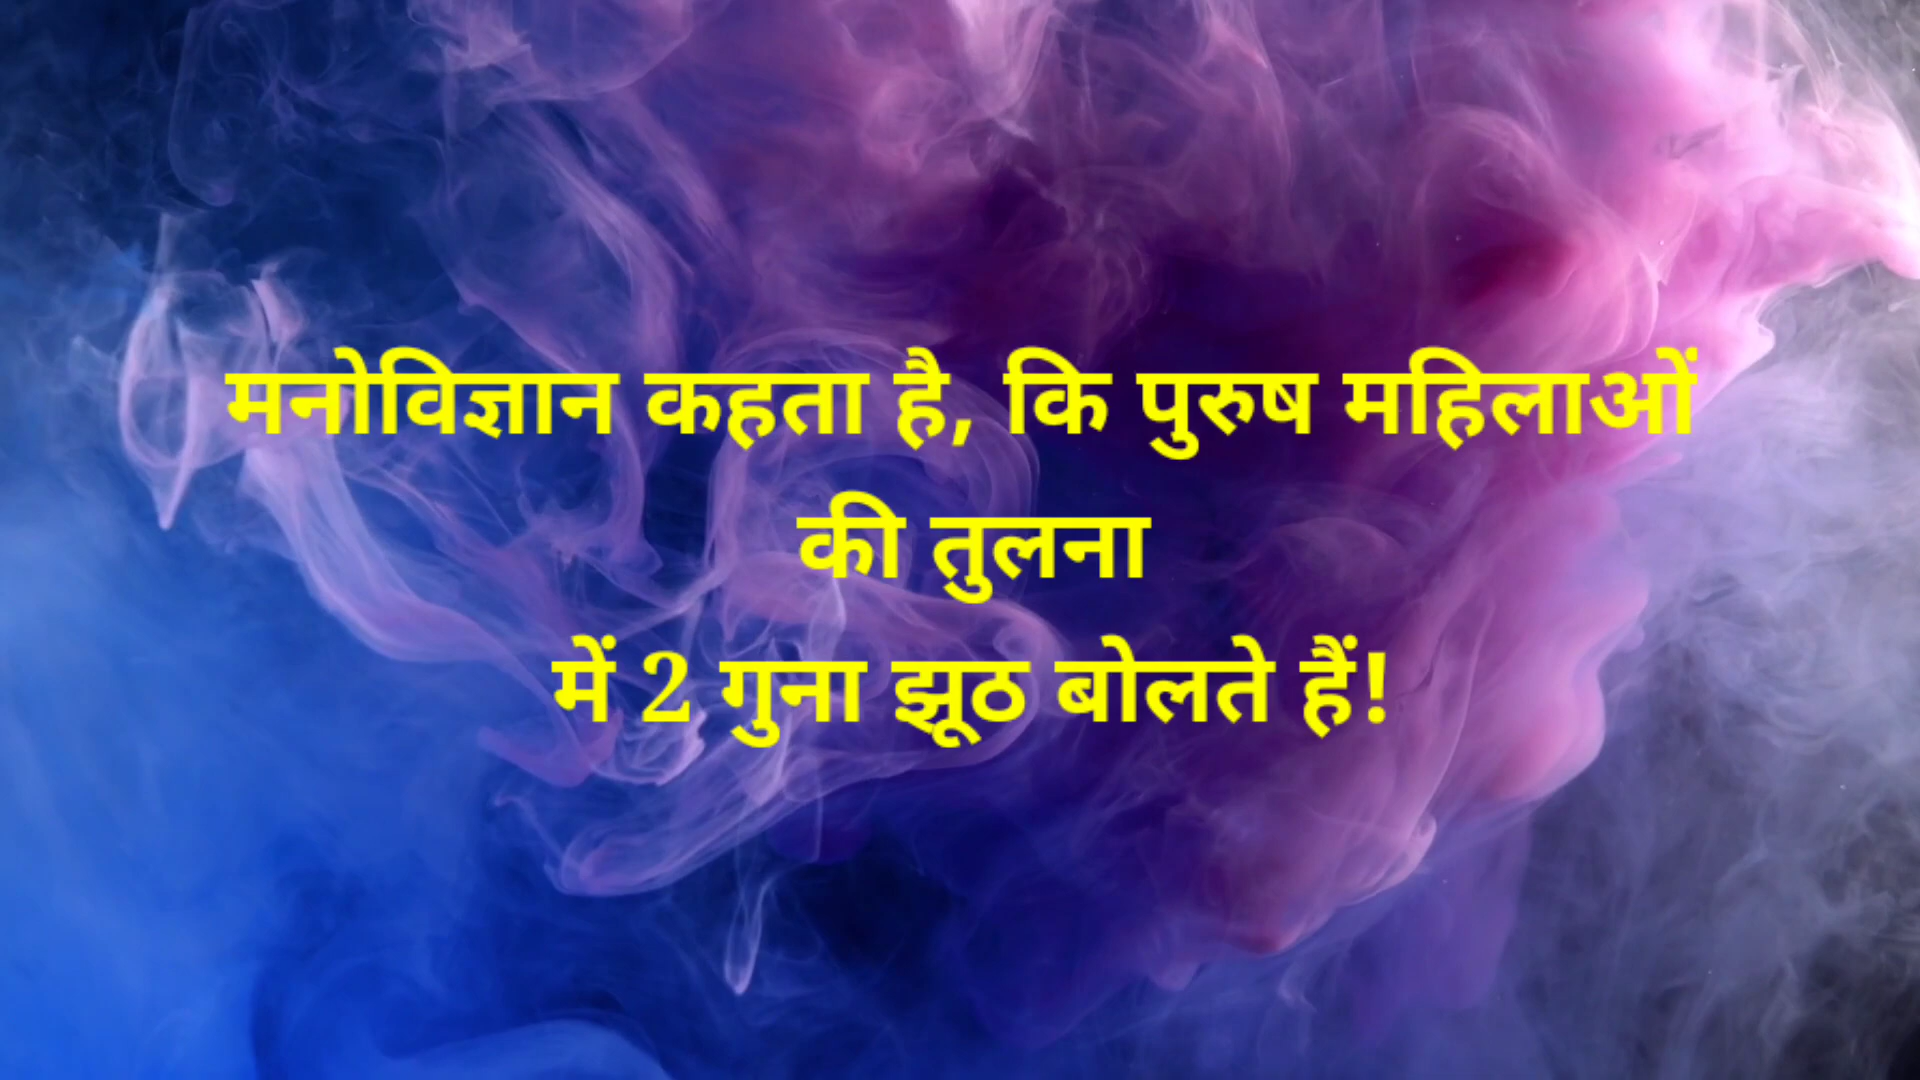 मनोविज्ञान कहता है, कि पुरुष महिलाओं
की तुलना
में 2 गुना झूठ बोलते हैं!